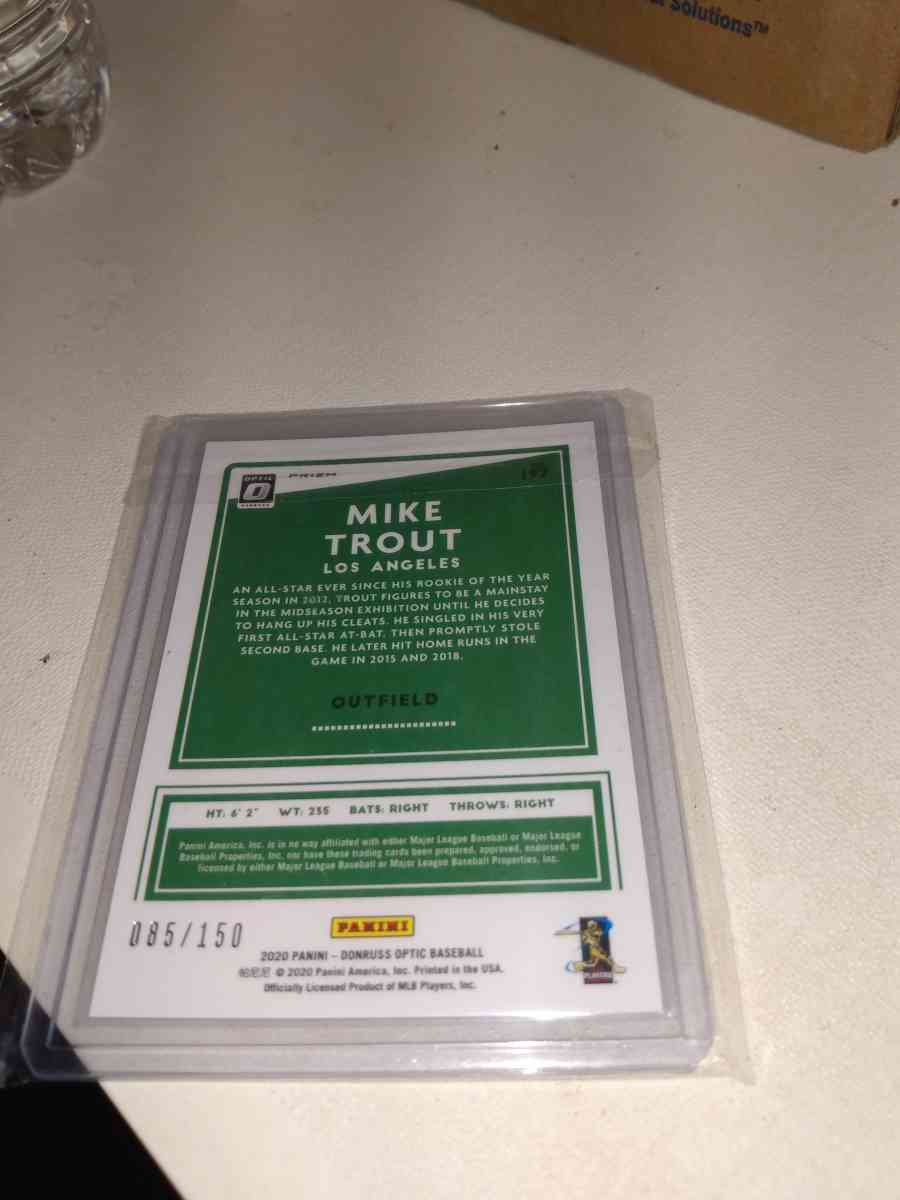 Solutions™
OPTIC
O
PRIZM
197
MIKE
TROUT
LOS ANGELES
AN ALL-STAR EVER SINCE HIS ROOKIE OF THE YEAR
SEASON IN 2012, TROUT FIGURES TO BE A MAINSTAY
IN THE MIDSEASON EXHIBITION UNTIL HE DECIDES
TO HANG UP HIS CLEATS. HE SINGLED IN HIS VERY
FIRST ALL-STAR AT-BAT, THEN PROMPTLY STOLE
SECOND BASE. HE LATER HIT HOME RUNS IN THE
GAME IN 2015 AND 2018.
OUTFIELD
HT: 6' 2" WT: 235 BATS: RIGHT THROWS: RIGHT
Panini America, Inc. is in no way affiliated with either Major League Baseball or Major League
Baseball Properties, Inc. nor have these trading cards been prepared, approved, endorsed, or
licensed by either Major League Baseball or Major League Baseball Properties, Inc.
085/150
PANINI
2020 PANINI – DONRUSS OPTIC BASEBALL
帕尼尼 © 2020 Panini America, Inc. Printed in the USA.
Officially Licensed Product of MLB Players, Inc.
PLAYERS